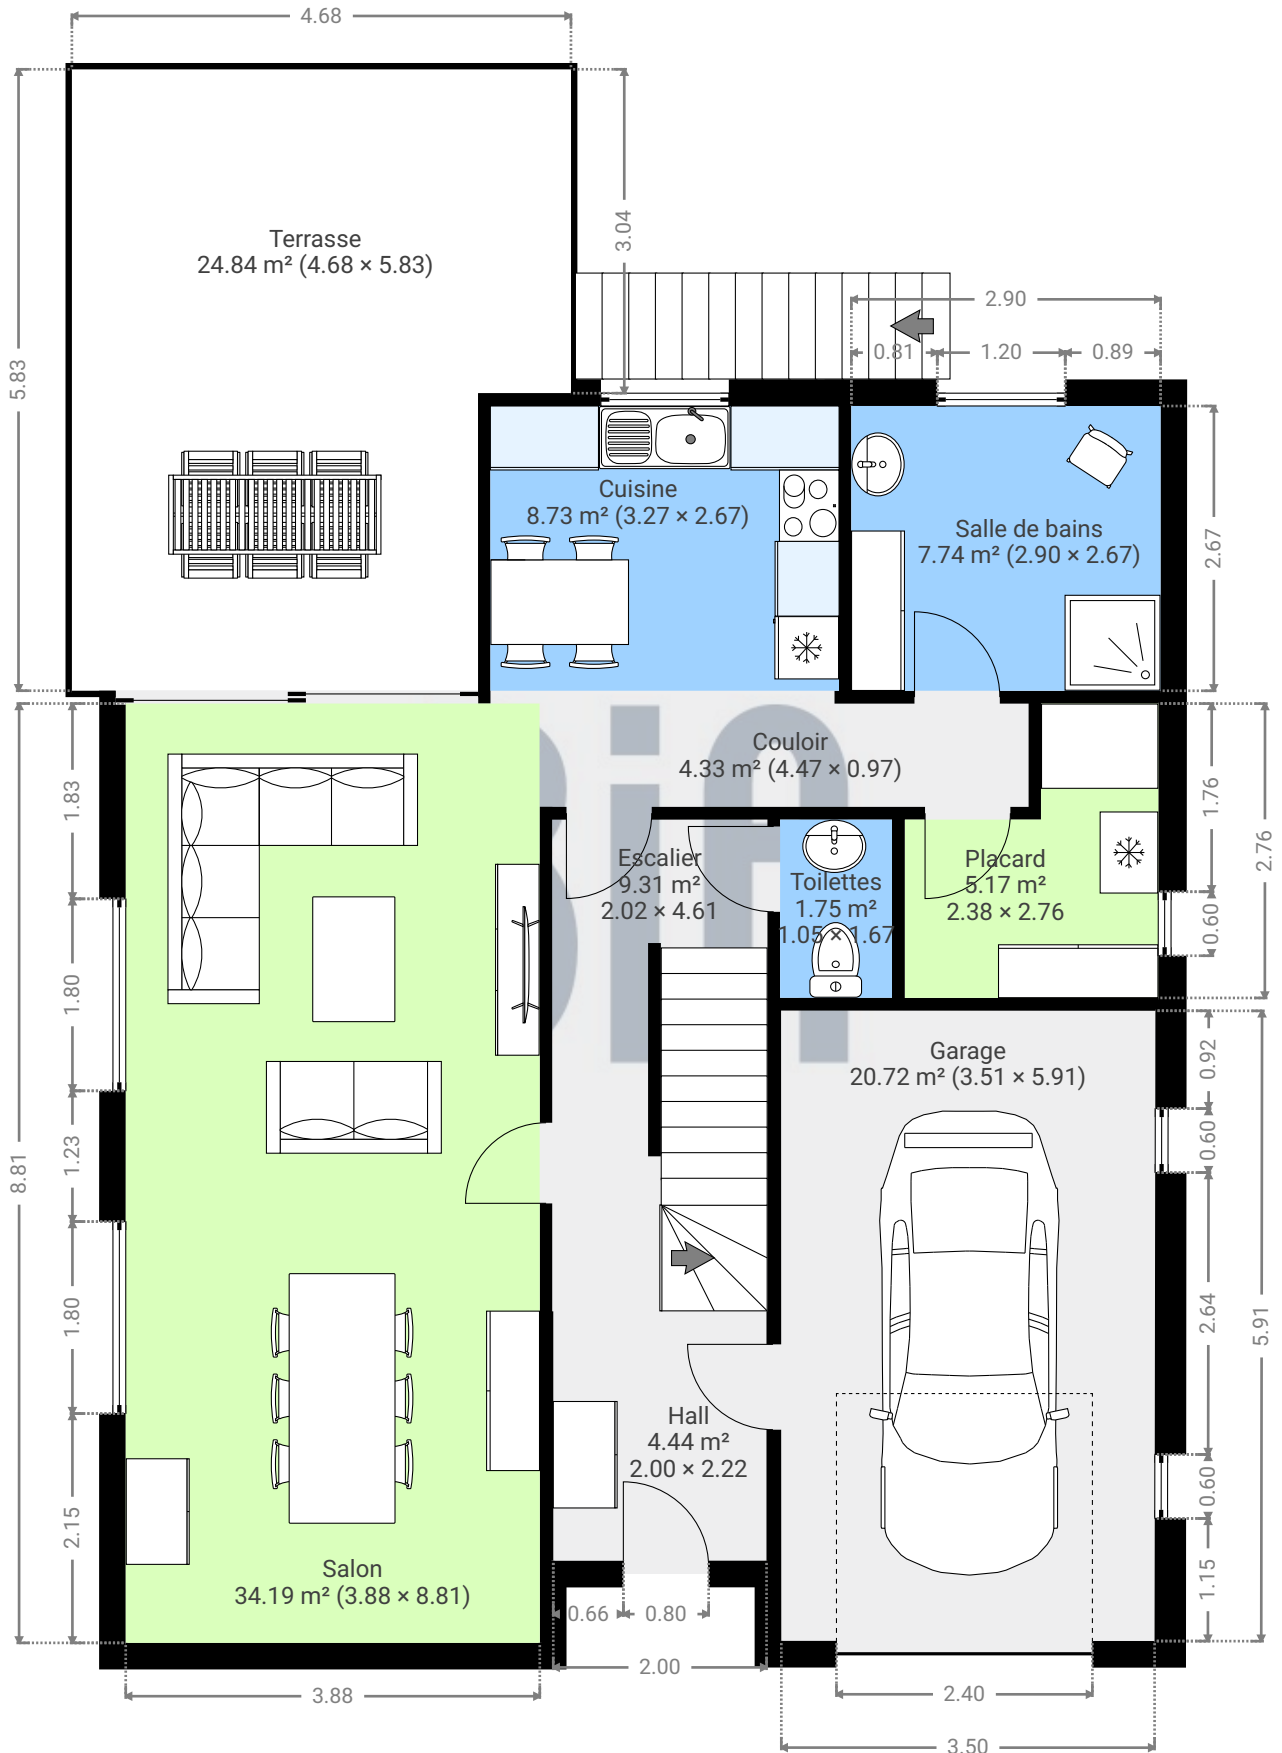 4.68
5.83
3.04
Terrasse
24.84 m² (4.68 × 5.83)
2.90
0.81
1.20
0.89
Cuisine
8.73 m² (3.27 × 2.67)
Salle de bains
7.74 m² (2.90 × 2.67)
2.67
Couloir
4.33 m² (4.47 × 0.97)
1.83
1.76
2.76
Escalier
9.31 m²
2.02 × 4.61
Toilettes
1.75 m²
1.05 × 1.67
Placard
5.17 m²
2.38 × 2.76
0.60
1.80
Garage
20.72 m² (3.51 × 5.91)
0.92
0.60
8.81
1.23
1.80
2.64
5.91
Hall
4.44 m²
2.00 × 2.22
0.60
2.15
Salon
34.19 m² (3.88 × 8.81)
1.15
0.66
0.80
2.00
3.88
2.40
3.50